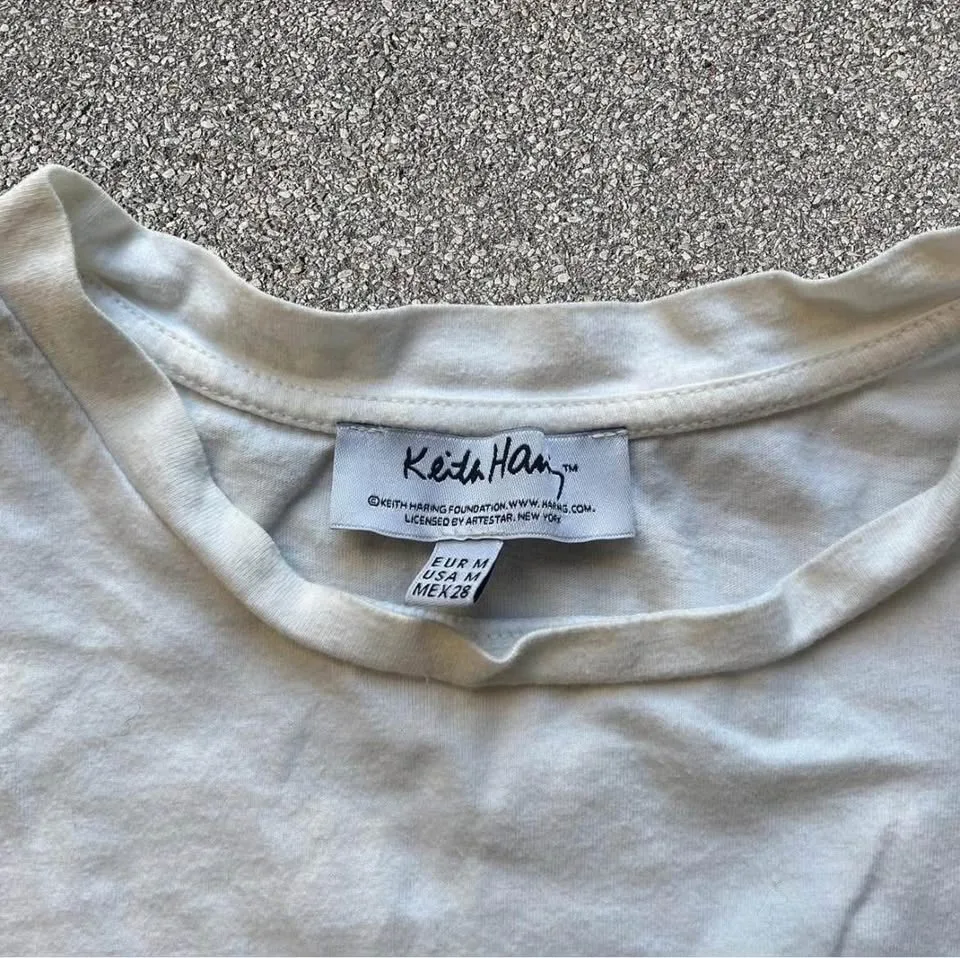 Keith Haring™
©KEITH HARING FOUNDATION.WWW.HARING.COM.
LICENSED BY ARTESTAR, NEW YORK
EUR M
USA M
MEX28